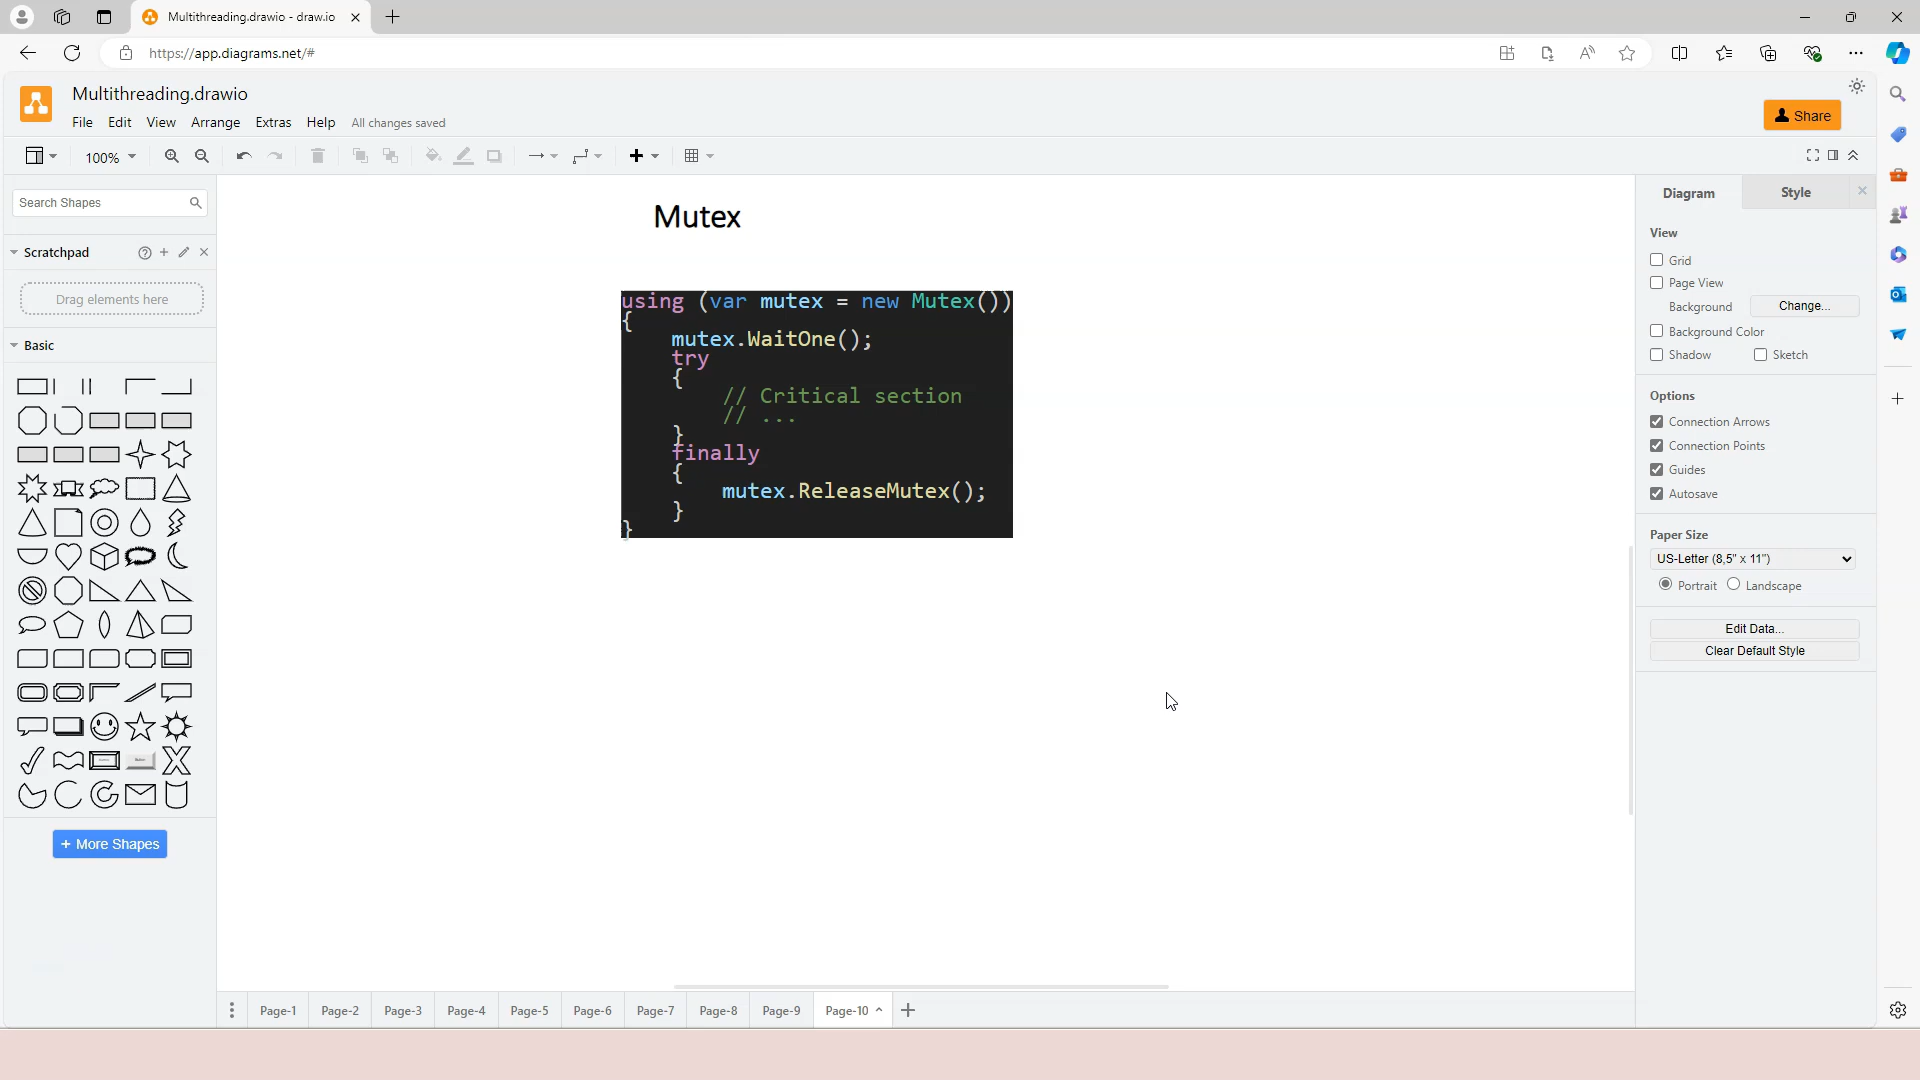 Multithreading.drawio - draw.io
https://app.diagrams.net/#
Multithreading.drawio
File Edit View Arrange Extras Help All changes saved
Share
100%
Search Shapes
Scratchpad
Drag elements here
Basic
+ More Shapes
Mutex
using (var mutex = new Mutex())
{
mutex.WaitOne();
try
{
// Critical section
// ...
}
finally
{
mutex.ReleaseMutex();
}
}
Diagram Style
View
Grid
Page View
Background Change...
Background Color
Shadow Sketch
Options
Connection Arrows
Connection Points
Guides
Autosave
Paper Size
US-Letter (8,5" x 11")
Portrait Landscape
Edit Data...
Clear Default Style
Page-1 Page-2 Page-3 Page-4 Page-5 Page-6 Page-7 Page-8 Page-9 Page-10